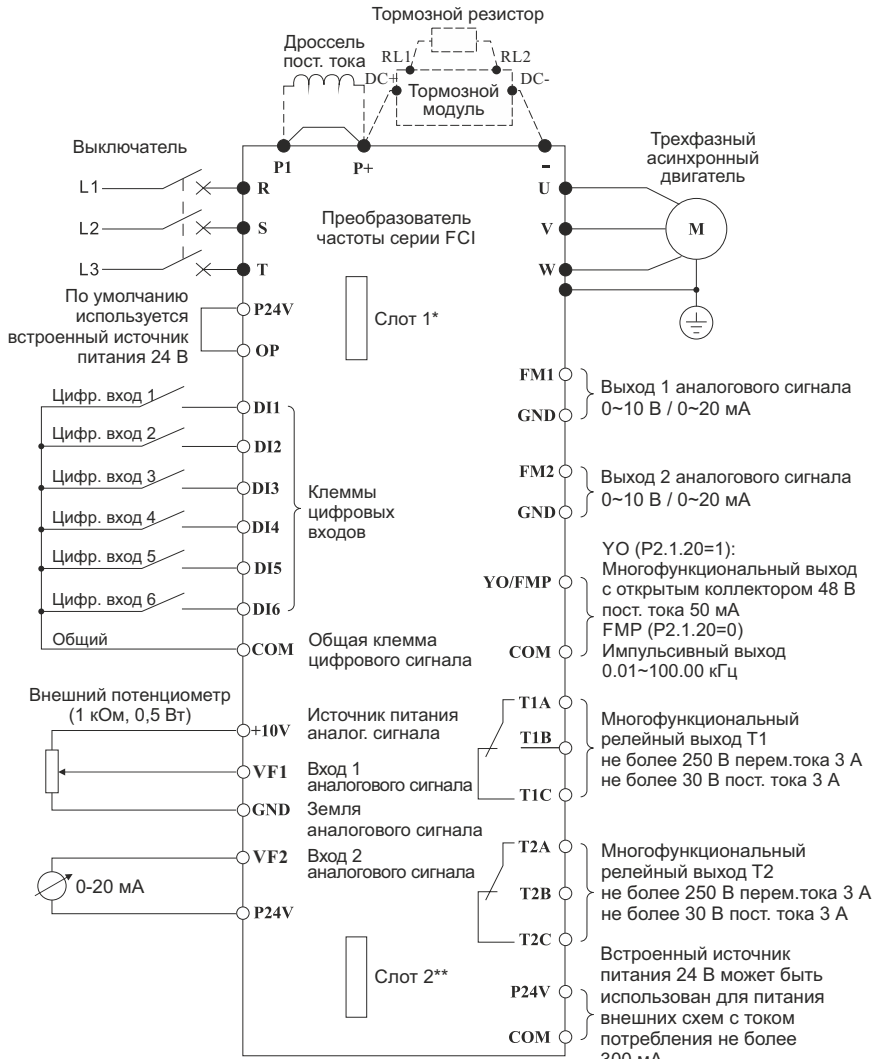 Тормозной резистор
Дроссель
пост. тока
RL1
RL2
DC+
DC-
Тормозной
модуль
Выключатель
P1
P+
-
Трехфазный
асинхронный
двигатель
L1
R
U
L2
S
V
M
L3
T
W
Преобразователь
частоты серии FCI
По умолчанию
используется
встроенный источник
питания 24 В
P24V
OP
Слот 1*
Цифр. вход 1
DI1
Цифр. вход 2
DI2
Цифр. вход 3
DI3
Цифр. вход 4
DI4
Цифр. вход 5
DI5
Цифр. вход 6
DI6
Клеммы
цифровых
входов
Общий
COM
Общая клемма
цифрового сигнала
Внешний потенциометр
(1 кОм, 0,5 Вт)
+10V
Источник питания
аналог. сигнала
VF1
Вход 1
аналогового сигнала
GND
Земля
аналогового сигнала
VF2
Вход 2
аналогового сигнала
0-20 мА
P24V
Слот 2**
FM1
GND
Выход 1 аналогового сигнала
0~10 В / 0~20 мА
FM2
GND
Выход 2 аналогового сигнала
0~10 В / 0~20 мА
YO/FMP
COM
YO (P2.1.20=1):
Многофункциональный выход
с открытым коллектором 48 В
пост. тока 50 мА
FMP (P2.1.20=0)
Импульсивный выход
0.01~100.00 кГц
T1A
T1B
T1C
Многофункциональный
релейный выход T1
не более 250 В перем.тока 3 А
не более 30 В пост. тока 3 А
T2A
T2B
T2C
Многофункциональный
релейный выход T2
не более 250 В перем.тока 3 А
не более 30 В пост. тока 3 А
P24V
COM
Встроенный источник
питания 24 В может быть
использован для питания
внешних схем с током
потребления не более
300 мА